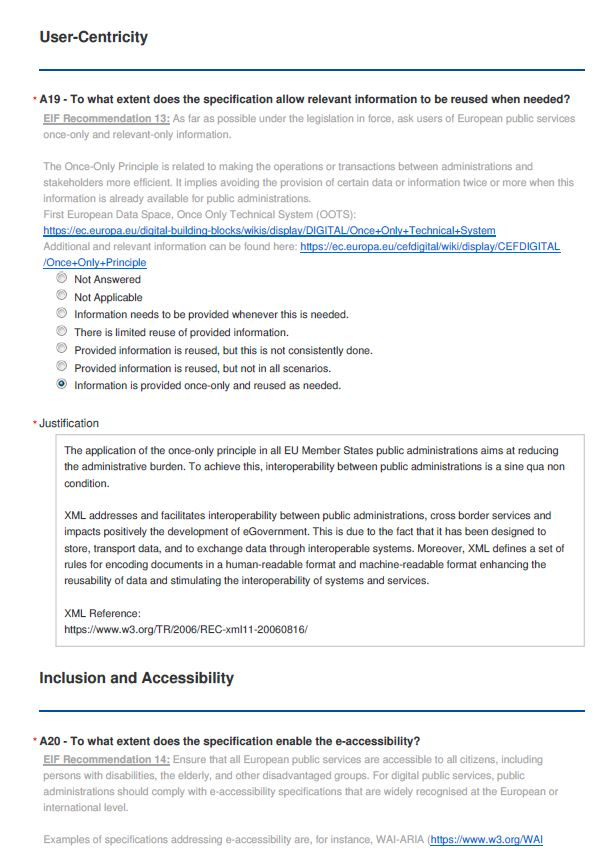 User-Centricity
* A19 - To what extent does the specification allow relevant information to be reused when needed?
EIF Recommendation 13: As far as possible under the legislation in force, ask users of European public services
once-only and relevant-only information.
The Once-Only Principle is related to making the operations or transactions between administrations and
stakeholders more efficient. It implies avoiding the provision of certain data or information twice or more when this
information is already available for public administrations.
First European Data Space, Once Only Technical System (OOTS):
https://ec.europa.eu/digital-building-blocks/wikis/display/DIGITAL/Once+Only+Technical+System
Additional and relevant information can be found here: https://ec.europa.eu/cefdigital/wiki/display/CEFDIGITAL
/Once+Only+Principle
Not Answered
Not Applicable
Information needs to be provided whenever this is needed.
There is limited reuse of provided information.
Provided information is reused, but this is not consistently done.
Provided information is reused, but not in all scenarios.
Information is provided once-only and reused as needed.
* Justification
The application of the once-only principle in all EU Member States public administrations aims at reducing
the administrative burden. To achieve this, interoperability between public administrations is a sine qua non
condition.
XML addresses and facilitates interoperability between public administrations, cross border services and
impacts positively the development of eGovernment. This is due to the fact that it has been designed to
store, transport data, and to exchange data through interoperable systems. Moreover, XML defines a set of
rules for encoding documents in a human-readable format and machine-readable format enhancing the
reusability of data and stimulating the interoperability of systems and services.
XML Reference:
https://www.w3.org/TR/2006/REC-xml11-20060816/
Inclusion and Accessibility
* A20 - To what extent does the specification enable the e-accessibility?
EIF Recommendation 14: Ensure that all European public services are accessible to all citizens, including
persons with disabilities, the elderly, and other disadvantaged groups. For digital public services, public
administrations should comply with e-accessibility specifications that are widely recognised at the European or
international level.
Examples of specifications addressing e-accessibility are, for instance, WAI-ARIA (https://www.w3.org/WAI